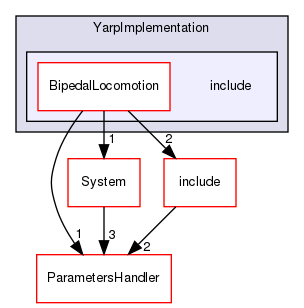 YarpImplementation
BipedalLocomotion
include
1
2
System
include
1
3
2
ParametersHandler